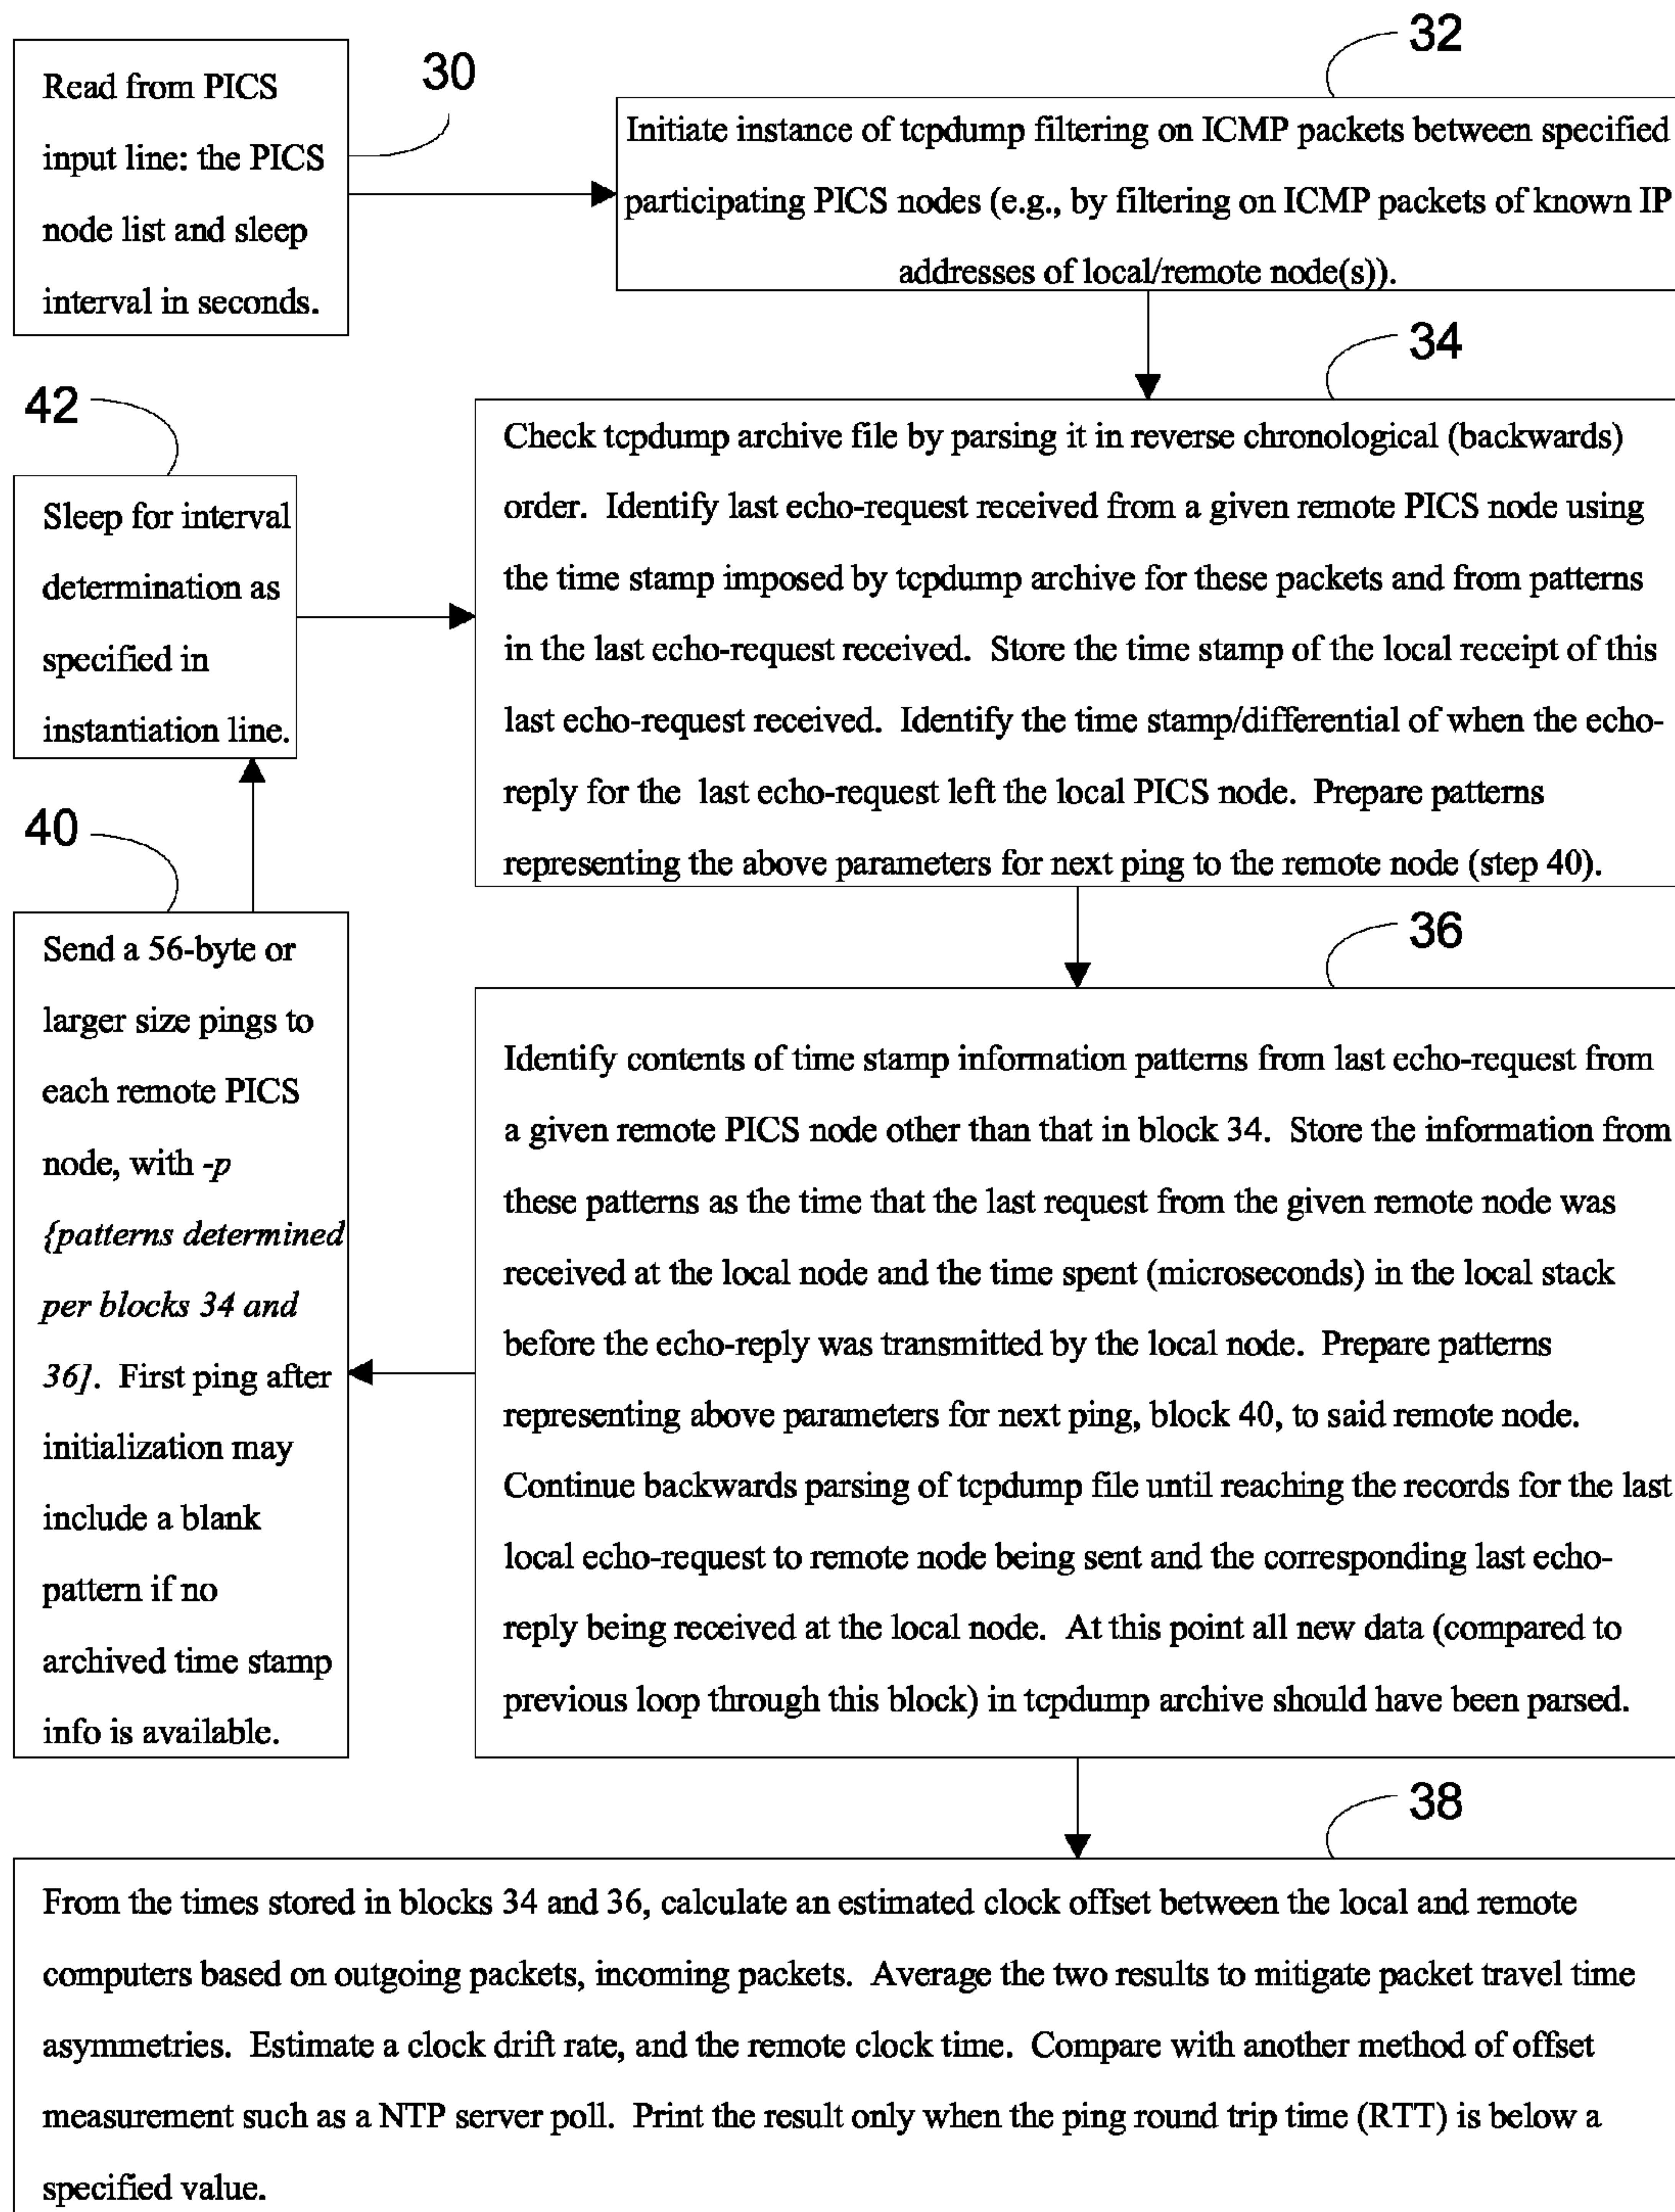 30
Read from PICS
input line: the PICS
node list and sleep
interval in seconds.
32
Initiate instance of tcpdump filtering on ICMP packets between specified
participating PICS nodes (e.g., by filtering on ICMP packets of known IP
addresses of local/remote node(s)).
34
Check tcpdump archive file by parsing it in reverse chronological (backwards)
order.  Identify last echo-request received from a given remote PICS node using
the time stamp imposed by tcpdump archive for these packets and from patterns
in the last echo-request received.  Store the time stamp of the local receipt of this
last echo-request received.  Identify the time stamp/differential of when the echo-
reply for the  last echo-request left the local PICS node.  Prepare patterns
representing the above parameters for next ping to the remote node (step 40).
42
Sleep for interval
determination as
specified in
instantiation line.
36
Identify contents of time stamp information patterns from last echo-request from
a given remote PICS node other than that in block 34.  Store the information from
these patterns as the time that the last request from the given remote node was
received at the local node and the time spent (microseconds) in the local stack
before the echo-reply was transmitted by the local node.  Prepare patterns
representing above parameters for next ping, block 40, to said remote node.
Continue backwards parsing of tcpdump file until reaching the records for the last
local echo-request to remote node being sent and the corresponding last echo-
reply being received at the local node.  At this point all new data (compared to
previous loop through this block) in tcpdump archive should have been parsed.
40
Send a 56-byte or
larger size pings to
each remote PICS
node, with -p
{patterns determined
per blocks 34 and
36}.  First ping after
initialization may
include a blank
pattern if no
archived time stamp
info is available.
38
From the times stored in blocks 34 and 36, calculate an estimated clock offset between the local and remote
computers based on outgoing packets, incoming packets.  Average the two results to mitigate packet travel time
asymmetries.  Estimate a clock drift rate, and the remote clock time.  Compare with another method of offset
measurement such as a NTP server poll.  Print the result only when the ping round trip time (RTT) is below a
specified value.